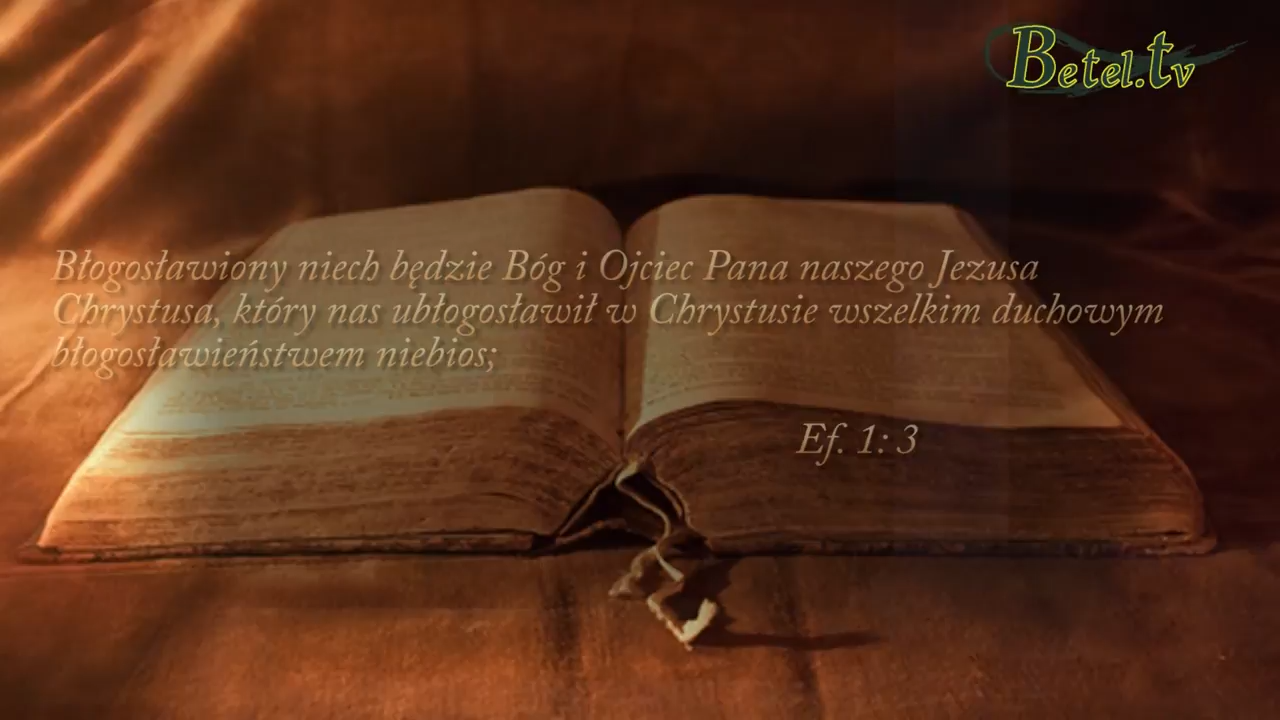 Betel.tv
Błogosławiony niech będzie Bóg i Ojciec Pana naszego Jezusa
Chrystusa, który nas ubłogosławił w Chrystusie wszelkim duchowym
błogosławieństwem niebios;
Ef. 1: 3